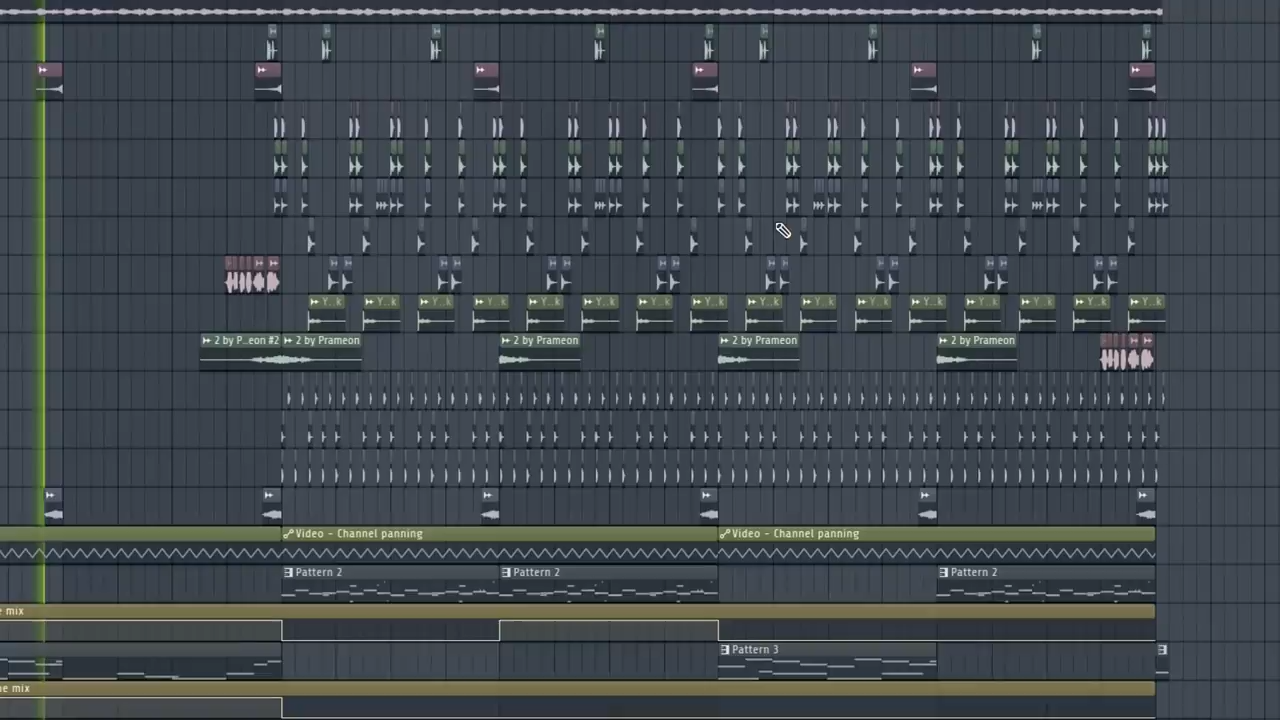 Y..k Y..k Y..k Y..k Y..k Y..k Y..k Y..k Y..k Y..k Y..k Y..k Y..k Y..k Y..k Y..k
2 by P..eon #2 2 by Prameon 2 by Prameon 2 by Prameon 2 by Prameon
Video - Channel panning Video - Channel panning
Pattern 2 Pattern 2 Pattern 2
e mix
Pattern 3
e mix